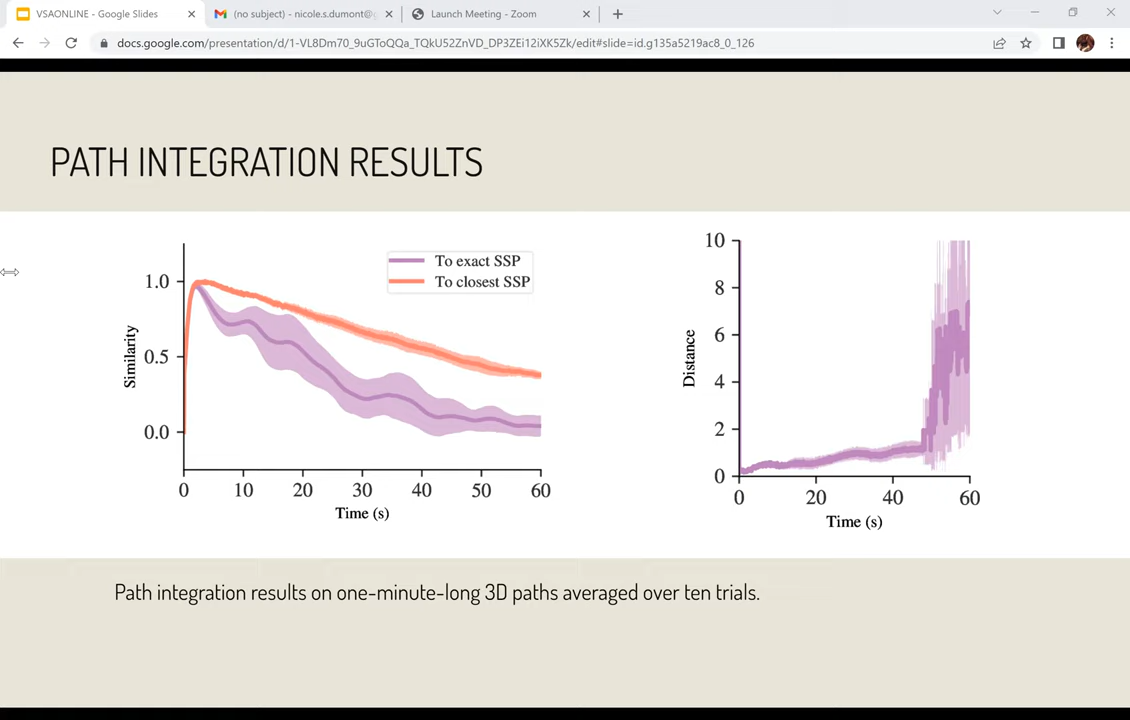 VSAONLINE - Google Slides
(no subject) - nicole.s.dumont@g
Launch Meeting - Zoom
docs.google.com/presentation/d/1-VL8Dm70_9uGToQQa_TQkU52ZnVD_DP3ZEi12iXK5Zk/edit#slide=id.g135a5219ac8_0_126
PATH INTEGRATION RESULTS
To exact SSP
To closest SSP
1.0
0.5
0.0
Similarity
0 10 20 30 40 50 60
Time (s)
10
8
6
4
2
0
Distance
0 20 40 60
Time (s)
Path integration results on one-minute-long 3D paths averaged over ten trials.